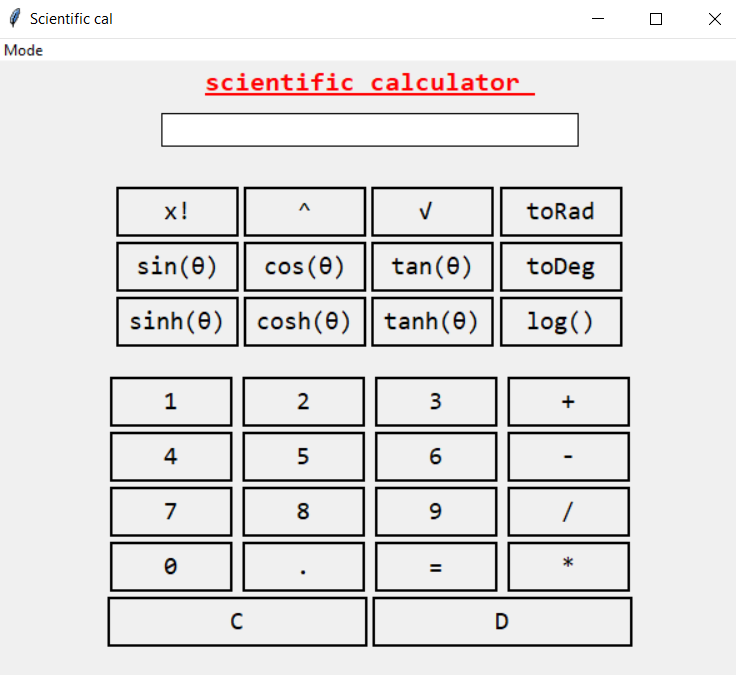 Scientific cal
Mode
scientific calculator
x! ^ √ toRad
sin(θ) cos(θ) tan(θ) toDeg
sinh(θ) cosh(θ) tanh(θ) log()
1 2 3 +
4 5 6 -
7 8 9 /
0 . = *
C D